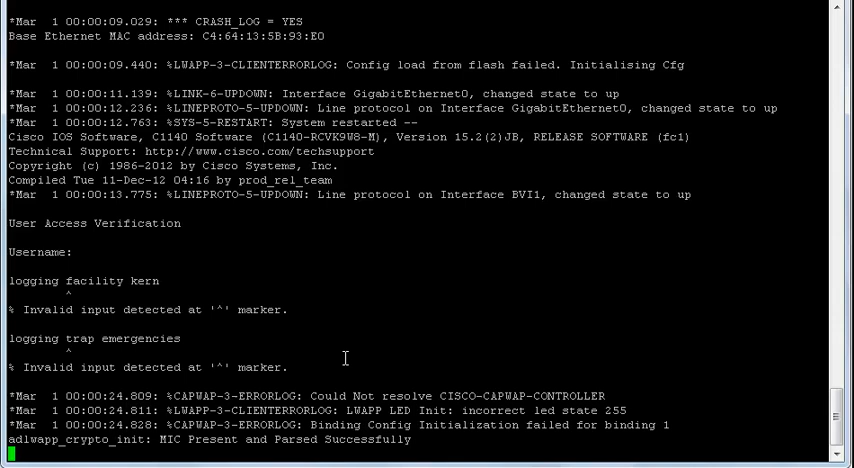 *Mar  1 00:00:09.029: *** CRASH_LOG = YES
Base Ethernet MAC address: C4:64:13:5B:93:E0
*Mar  1 00:00:09.440: %LWAPP-3-CLIENTERRORLOG: Config load from flash failed. Initialising Cfg
*Mar  1 00:00:11.139: %LINK-6-UPDOWN: Interface GigabitEthernet0, changed state to up
*Mar  1 00:00:12.236: %LINEPROTO-5-UPDOWN: Line protocol on Interface GigabitEthernet0, changed state to up
*Mar  1 00:00:12.763: %SYS-5-RESTART: System restarted --
Cisco IOS Software, C1140 Software (C1140-RCVK9W8-M), Version 15.2(2)JB, RELEASE SOFTWARE (fc1)
Technical Support: http://www.cisco.com/techsupport
Copyright (c) 1986-2012 by Cisco Systems, Inc.
Compiled Tue 11-Dec-12 04:16 by prod_rel_team
*Mar  1 00:00:13.775: %LINEPROTO-5-UPDOWN: Line protocol on Interface BVI1, changed state to up
User Access Verification
Username:
logging facility kern
^
% Invalid input detected at '^' marker.
logging trap emergencies
^
% Invalid input detected at '^' marker.
*Mar  1 00:00:24.809: %CAPWAP-3-ERRORLOG: Could Not resolve CISCO-CAPWAP-CONTROLLER
*Mar  1 00:00:24.811: %LWAPP-3-CLIENTERRORLOG: LWAPP LED Init: incorrect led state 255
*Mar  1 00:00:24.828: %CAPWAP-3-ERRORLOG: Binding Config Initialization failed for binding 1
adlwapp_crypto_init: MIC Present and Parsed Successfully